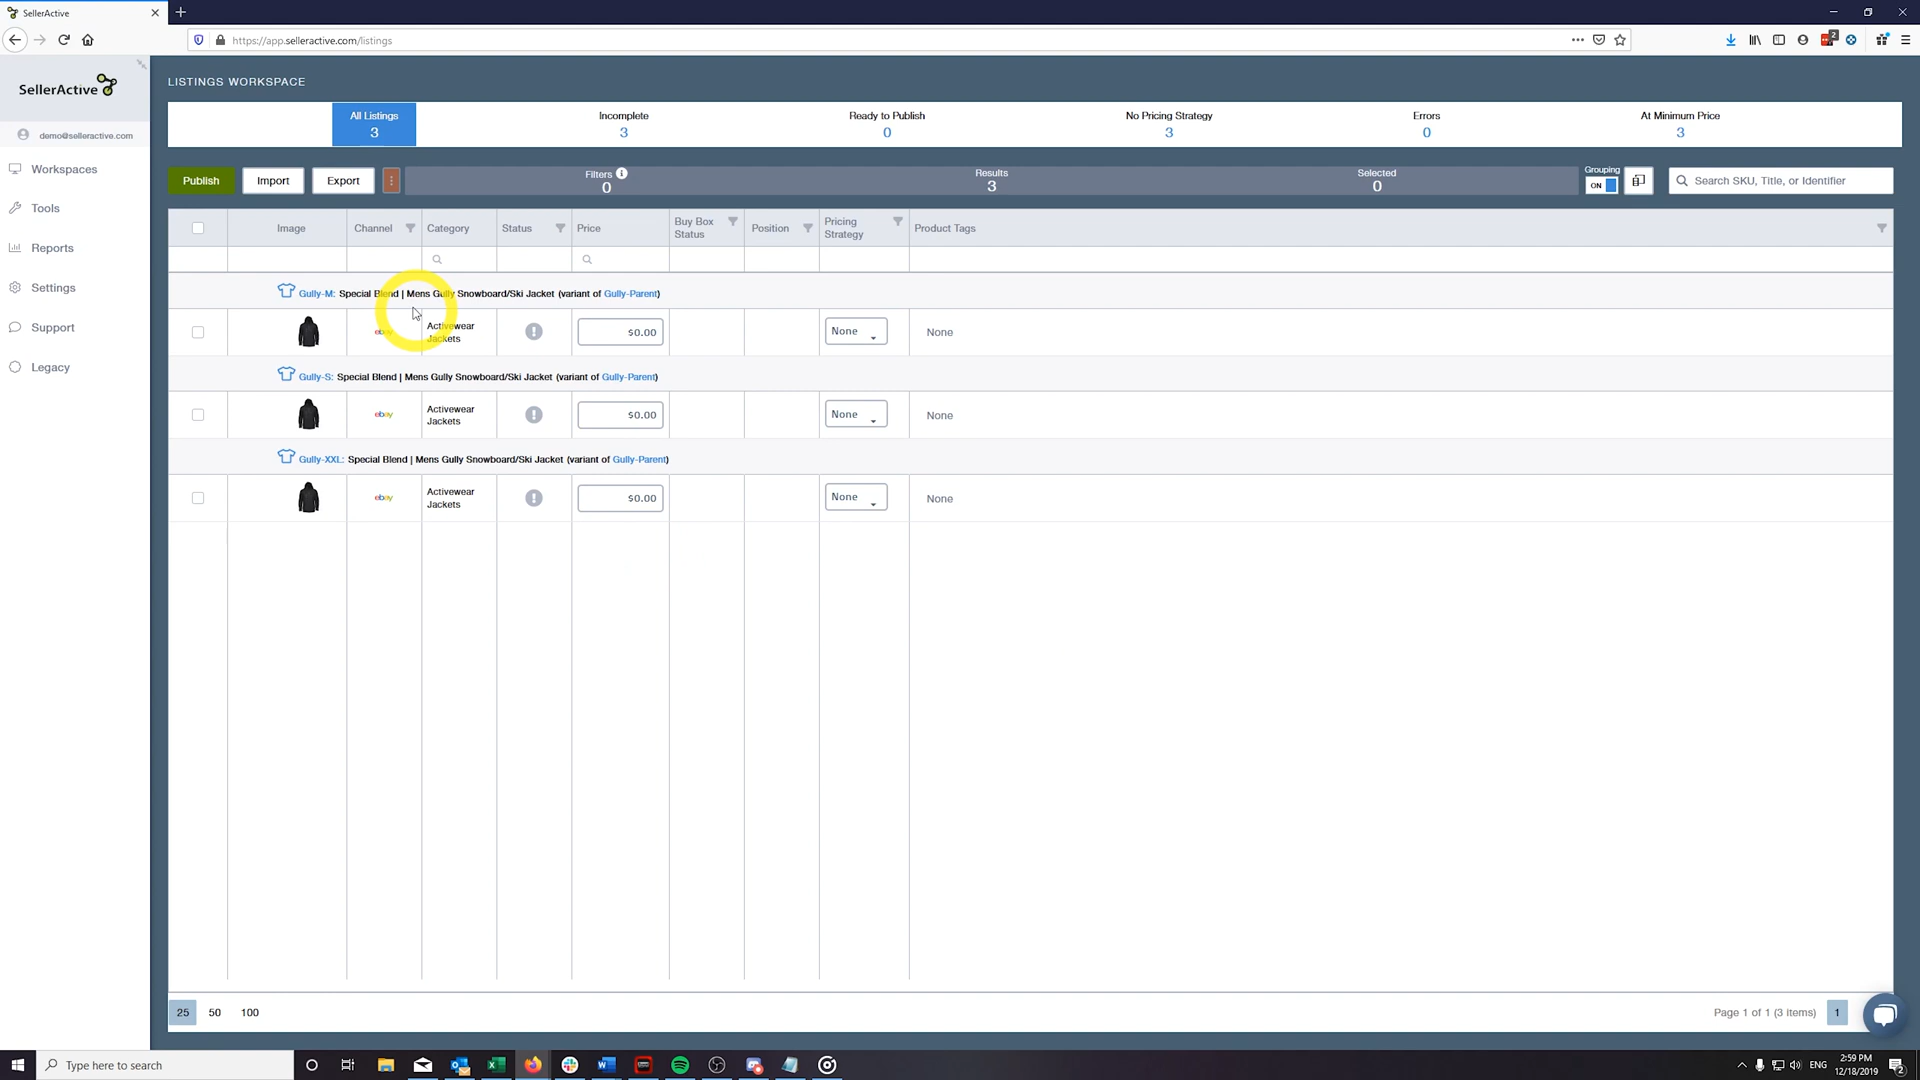 SellerActive
https://app.selleractive.com/listings
2
SellerActive
LISTINGS WORKSPACE
demo@selleractive.com
Workspaces
Tools
Reports
Settings
Support
Legacy
All Listings
3
Incomplete
3
Ready to Publish
0
No Pricing Strategy
3
Errors
0
At Minimum Price
3
Publish
Import
Export
Filters
0
Results
3
Selected
0
Grouping
ON
Search SKU, Title, or Identifier
Image
Channel
Category
Status
Price
Buy Box
Status
Position
Pricing
Strategy
Product Tags
Gully-M: Special Blend | Mens Gully Snowboard/Ski Jacket (variant of Gully-Parent)
ebay
Activewear
Jackets
$0.00
None
None
Gully-S: Special Blend | Mens Gully Snowboard/Ski Jacket (variant of Gully-Parent)
ebay
Activewear
Jackets
$0.00
None
None
Gully-XXL: Special Blend | Mens Gully Snowboard/Ski Jacket (variant of Gully-Parent)
ebay
Activewear
Jackets
$0.00
None
None
25 50 100
Page 1 of 1 (3 items) 1
Type here to search
ENG
2:59 PM
12/18/2019
2